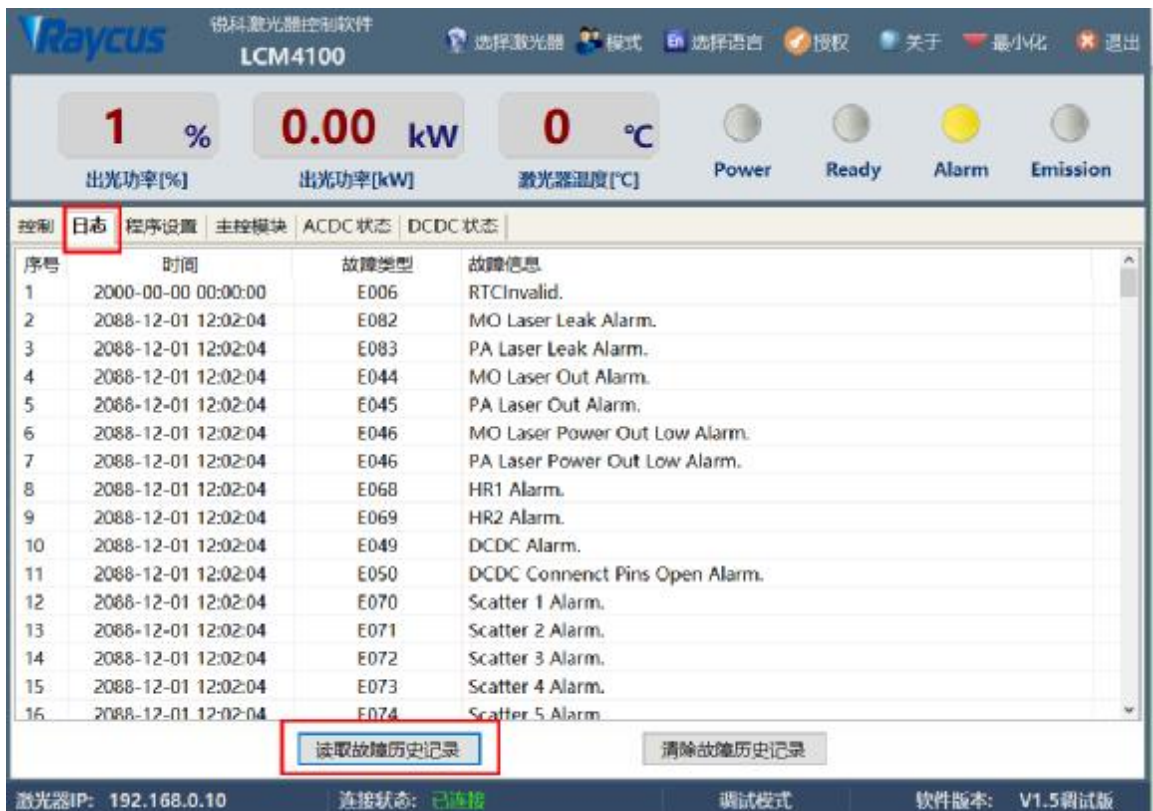 Raycus
锐科激光器控制软件
LCM4100
选择激光器 模式 En 选择语言 授权 关于 最小化 退出
1 % 0.00 kW 0 ℃
出光功率[%] 出光功率[kW] 激光器温度[℃] Power Ready Alarm Emission
控制 日志 程序设置 主控模块 ACDC 状态 DCDC 状态
序号 时间 故障类型 故障信息
1 2000-00-00 00:00:00 E006 RTCInvalid.
2 2088-12-01 12:02:04 E082 MO Laser Leak Alarm.
3 2088-12-01 12:02:04 E083 PA Laser Leak Alarm.
4 2088-12-01 12:02:04 E044 MO Laser Out Alarm.
5 2088-12-01 12:02:04 E045 PA Laser Out Alarm.
6 2088-12-01 12:02:04 E046 MO Laser Power Out Low Alarm.
7 2088-12-01 12:02:04 E046 PA Laser Power Out Low Alarm.
8 2088-12-01 12:02:04 E068 HR1 Alarm.
9 2088-12-01 12:02:04 E069 HR2 Alarm.
10 2088-12-01 12:02:04 E049 DCDC Alarm.
11 2088-12-01 12:02:04 E050 DCDC Connenct Pins Open Alarm.
12 2088-12-01 12:02:04 E070 Scatter 1 Alarm.
13 2088-12-01 12:02:04 E071 Scatter 2 Alarm.
14 2088-12-01 12:02:04 E072 Scatter 3 Alarm.
15 2088-12-01 12:02:04 E073 Scatter 4 Alarm.
16 2088-12-01 12:02:04 E074 Scatter 5 Alarm
读取故障历史记录 清除故障历史记录
激光器IP: 192.168.0.10 连接状态: 已连接 调试模式 软件版本: V1.5调试版